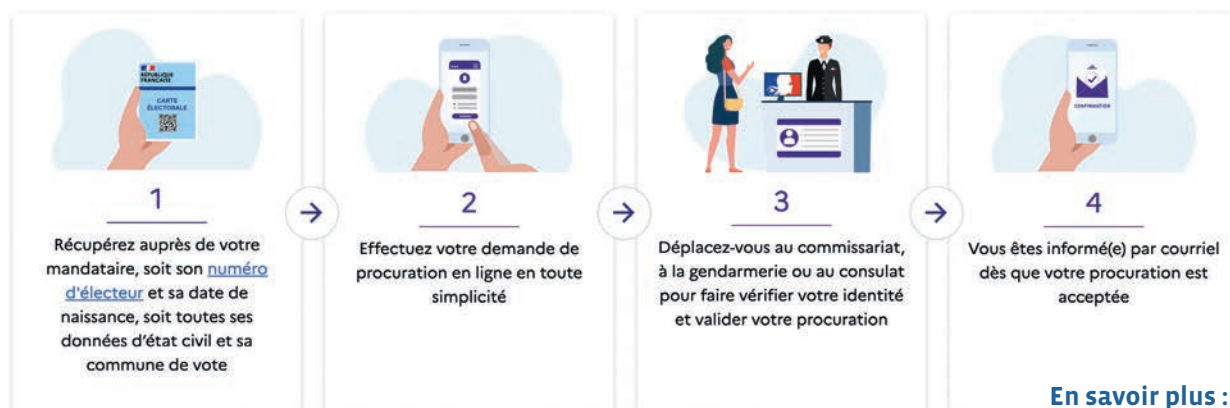 RÉPUBLIQUE
FRANÇAISE
CARTE
ÉLECTORALE
1
Récupérez auprès de votre
mandataire, soit son numéro
d'électeur et sa date de
naissance, soit toutes ses
données d'état civil et sa
commune de vote
2
Effectuez votre demande de
procuration en ligne en toute
simplicité
3
Déplacez-vous au commissariat,
à la gendarmerie ou au consulat
pour faire vérifier votre identité
et valider votre procuration
CONFIRMATION
4
Vous êtes informé(e) par courriel
dès que votre procuration est
acceptée
En savoir plus :